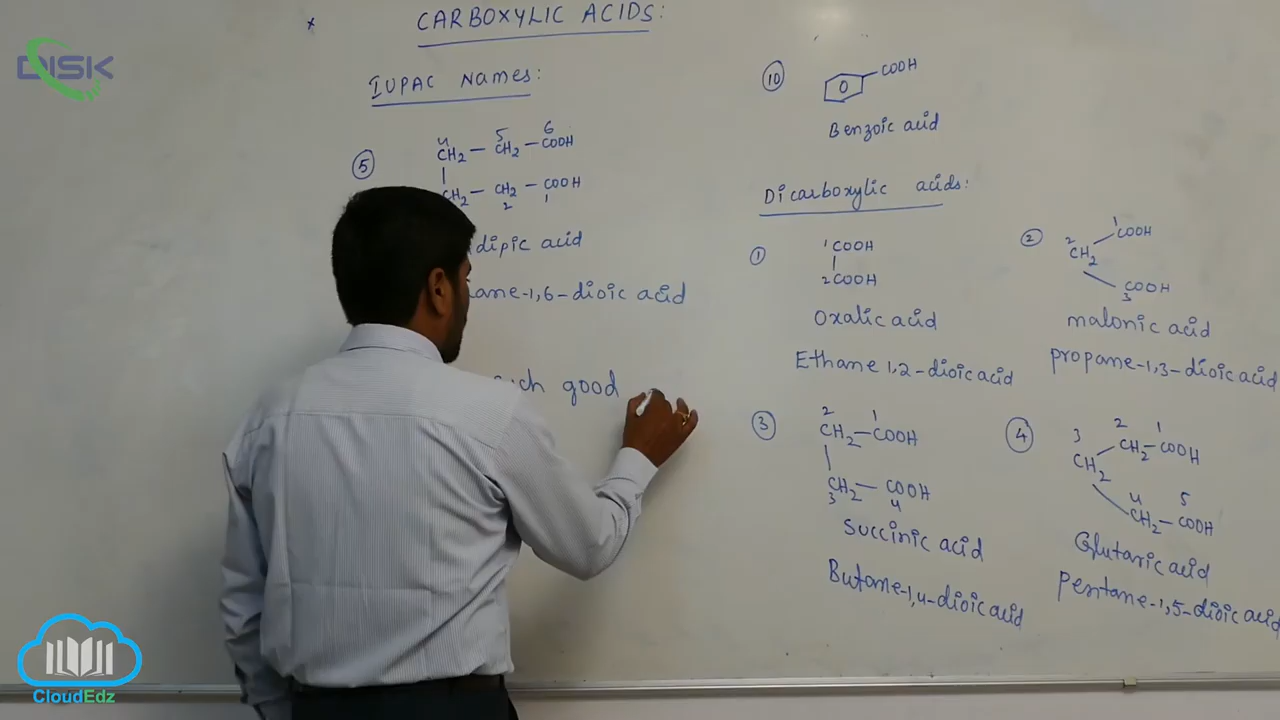 CARBOXYLIC ACIDS:
DISK
IUPAC Names:
5
4 5 6
CH2 — CH2 — COOH
CH2 — CH2 — COOH
2 1
dipic acid
ane-1,6-dioic acid
good
10
COOH
Benzoic acid
Dicarboxylic acids:
1
1 COOH
2 COOH
Oxalic acid
Ethane 1,2-dioic acid
2
1
2 COOH
CH2
COOH
3
malonic acid
propane-1,3-dioic acid
3
2 1
CH2—COOH
CH2— COOH
3 4
Succinic acid
Butane-1,4-dioic acid
4
3 2 1
CH2—COOH
CH2
4 5
CH2—COOH
Glutaric acid
Pentane-1,5-dioic acid
CloudEdz